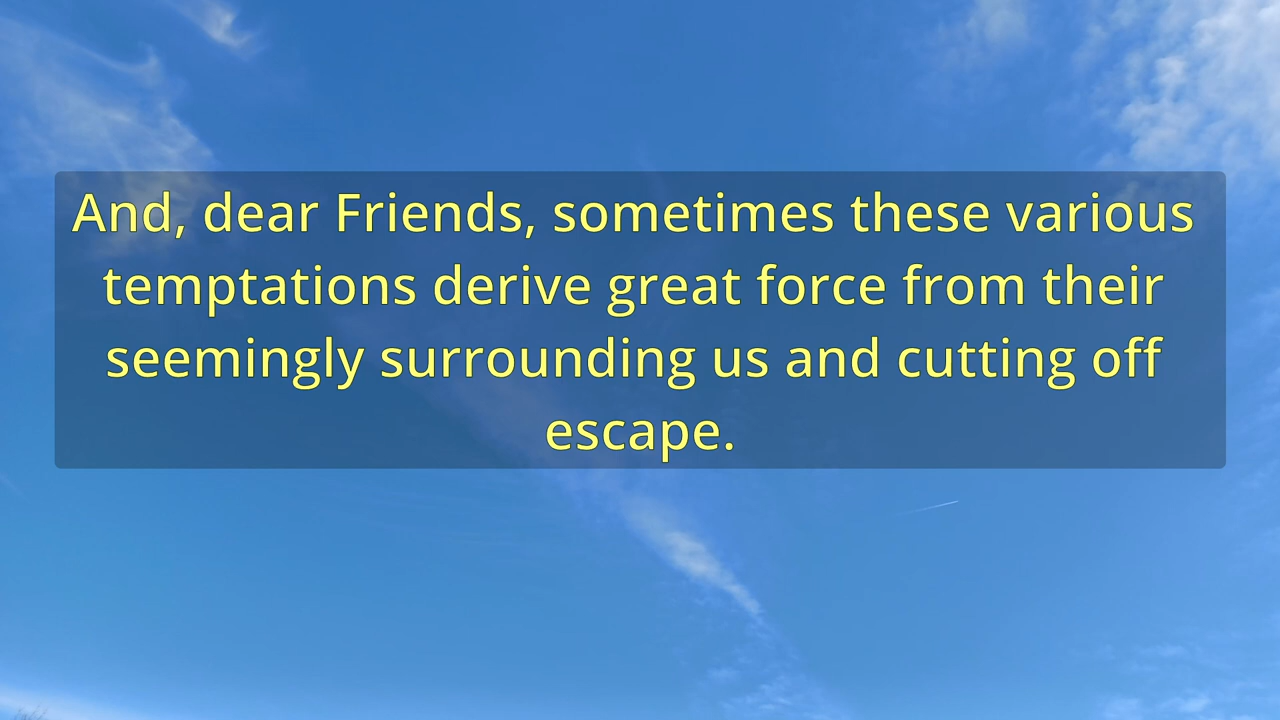 And, dear Friends, sometimes these various
temptations derive great force from their
seemingly surrounding us and cutting off
escape.